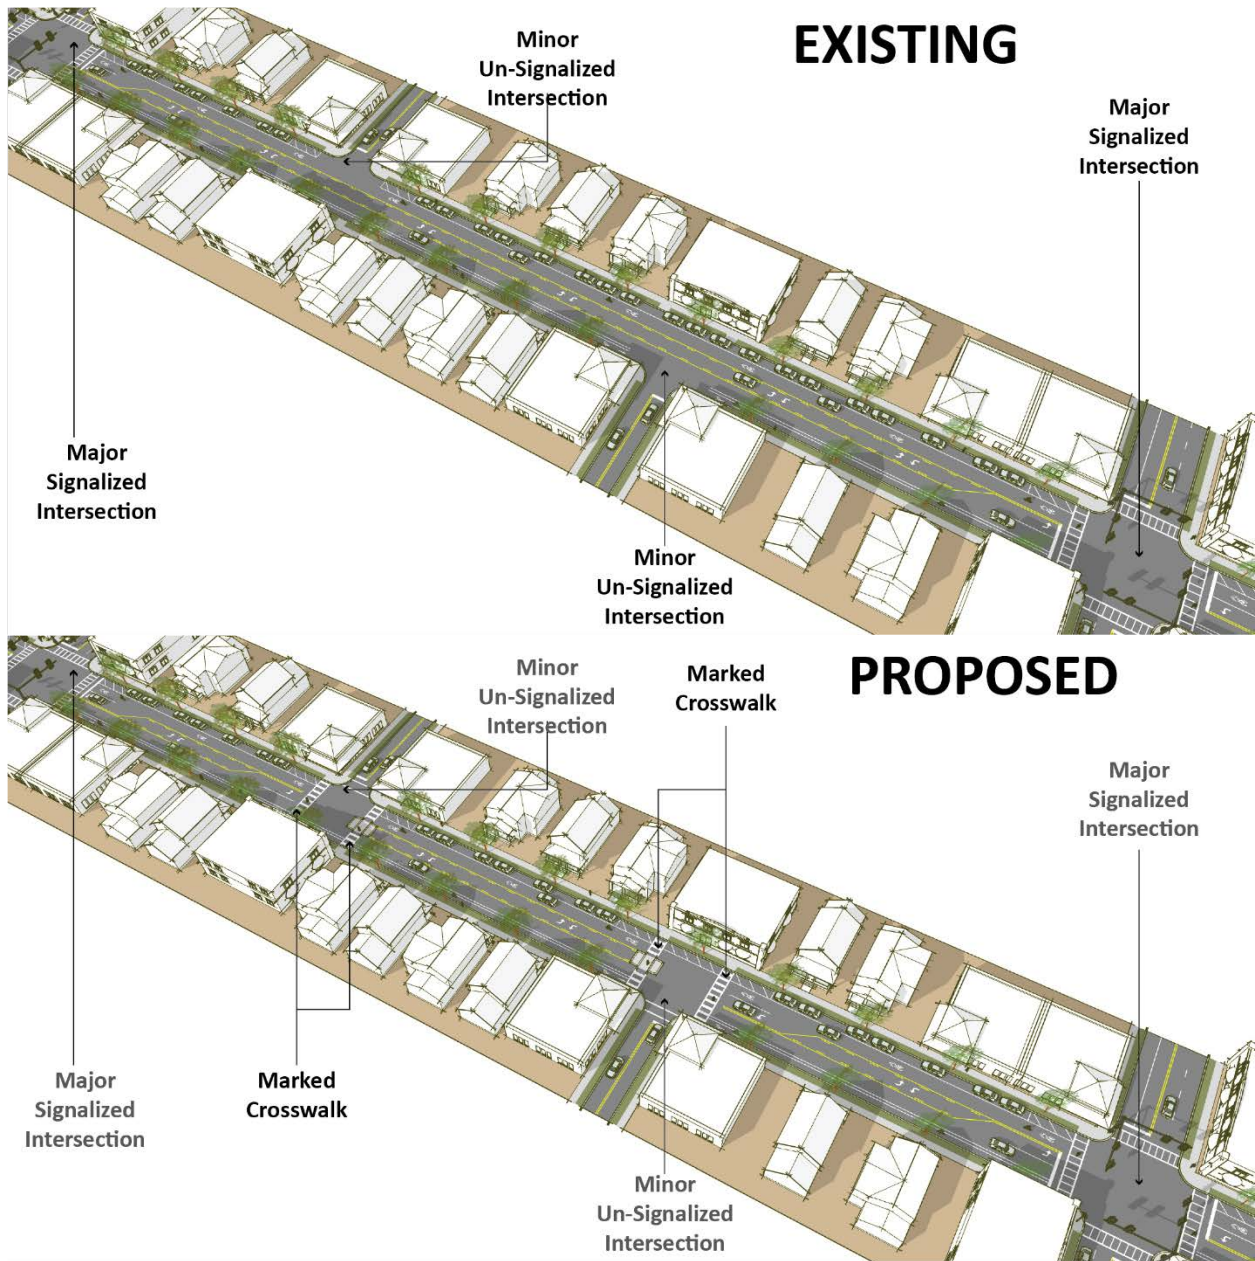 EXISTING
Minor
Un-Signalized
Intersection
Major
Signalized
Intersection
Major
Signalized
Intersection
Minor
Un-Signalized
Intersection
PROPOSED
Minor
Un-Signalized
Intersection
Marked
Crosswalk
Major
Signalized
Intersection
Major
Signalized
Intersection
Marked
Crosswalk
Minor
Un-Signalized
Intersection